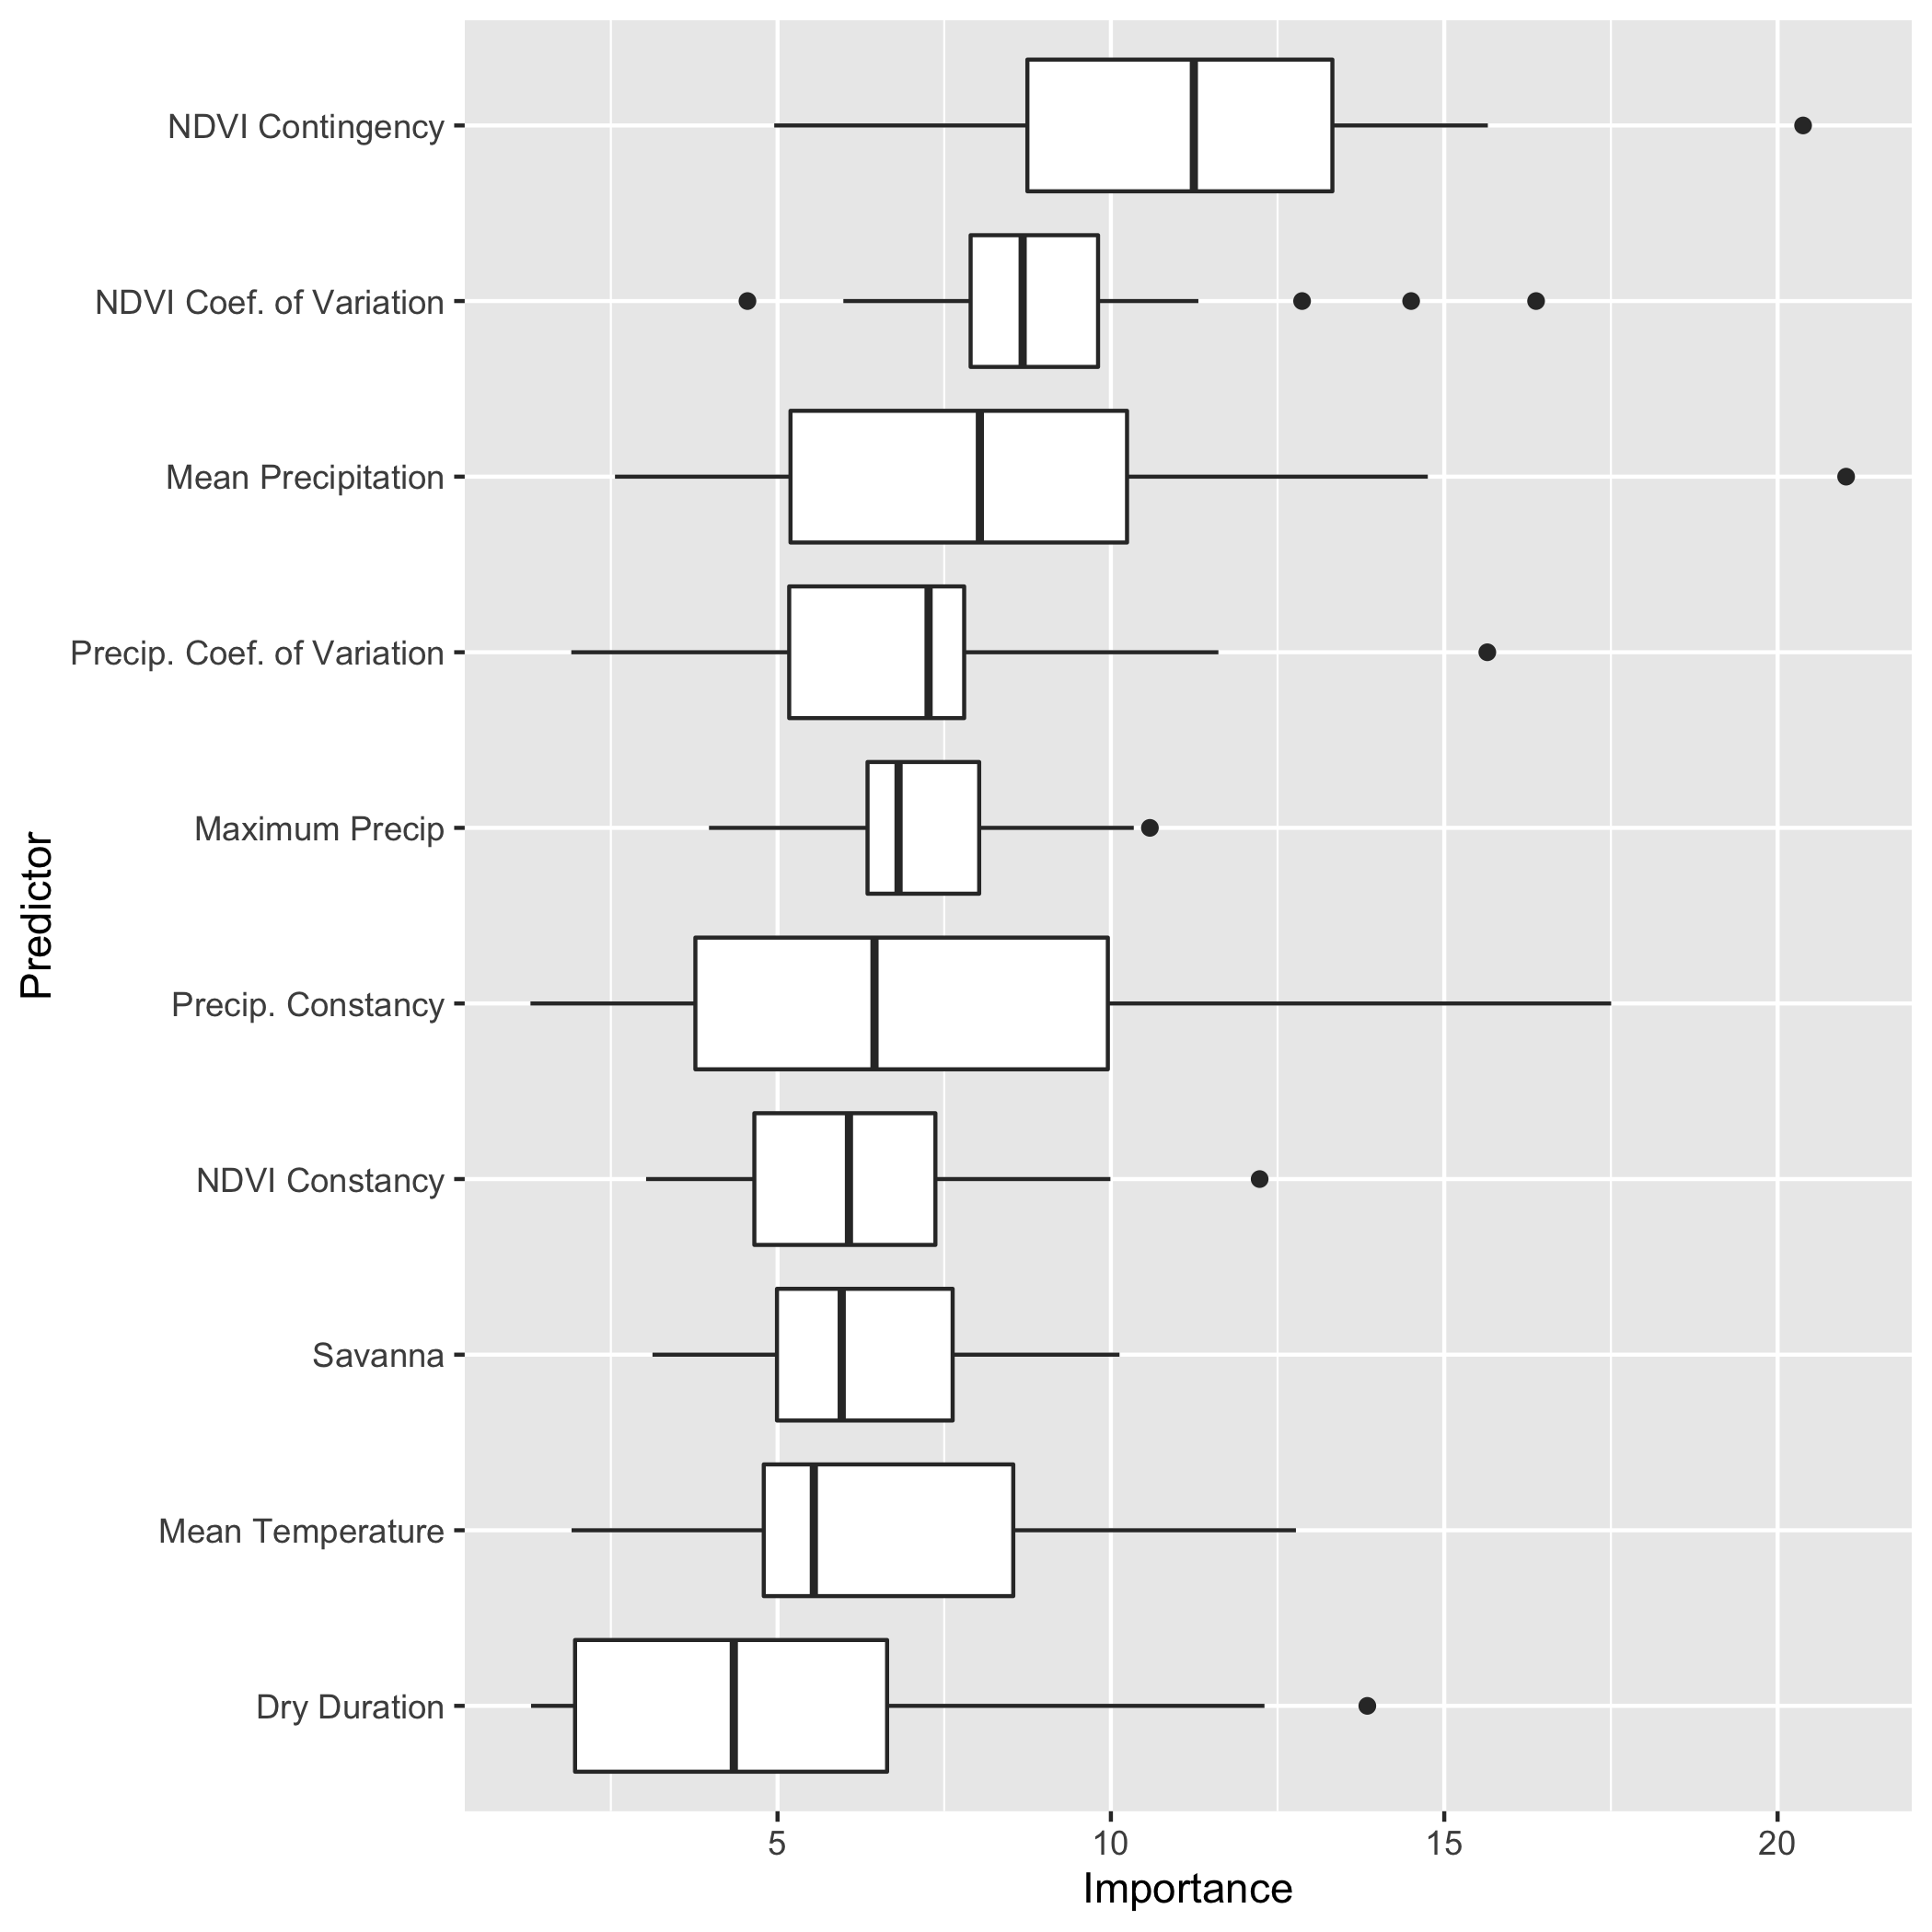 NDVI Contingency
NDVI Coef. of Variation
Mean Precipitation
Precip. Coef. of Variation
Maximum Precip
Precip. Constancy
NDVI Constancy
Savanna
Mean Temperature
Dry Duration
Predictor
5 10 15 20
Importance